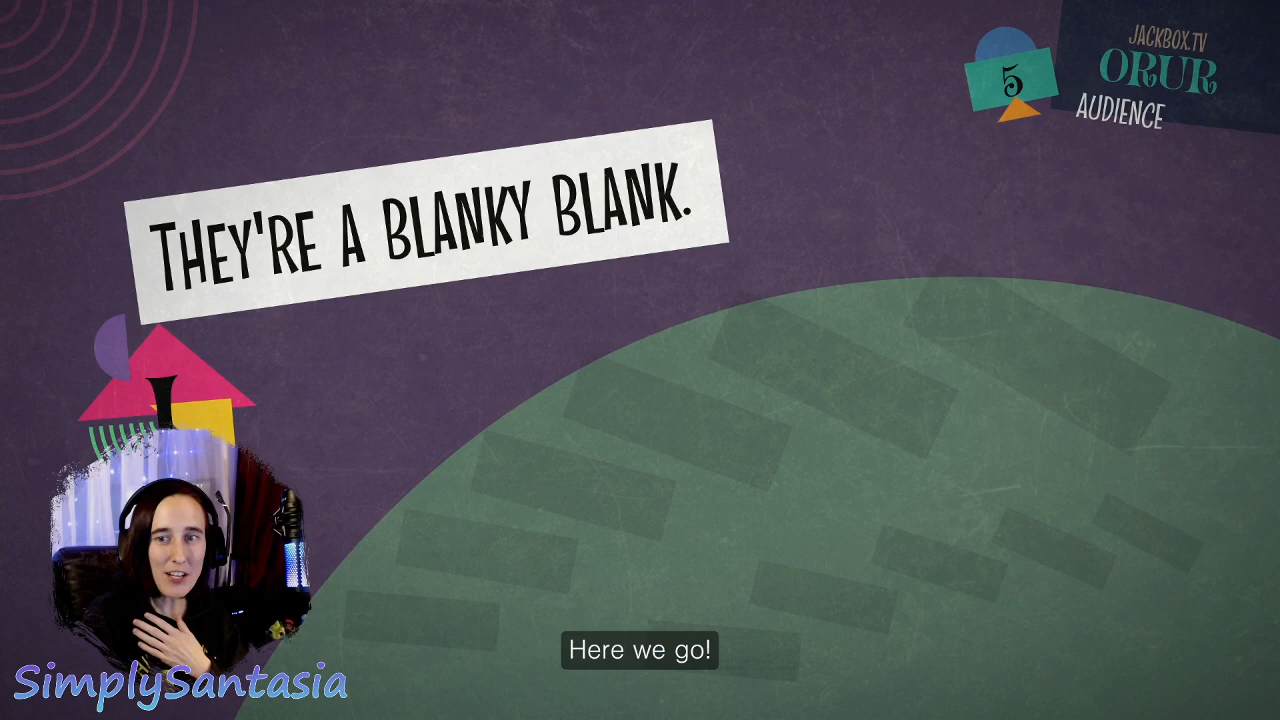 JACKBOX.TV
ORUR
5
AUDIENCE
THEY'RE A BLANKY BLANK.
Here we go!
SimplySantasia